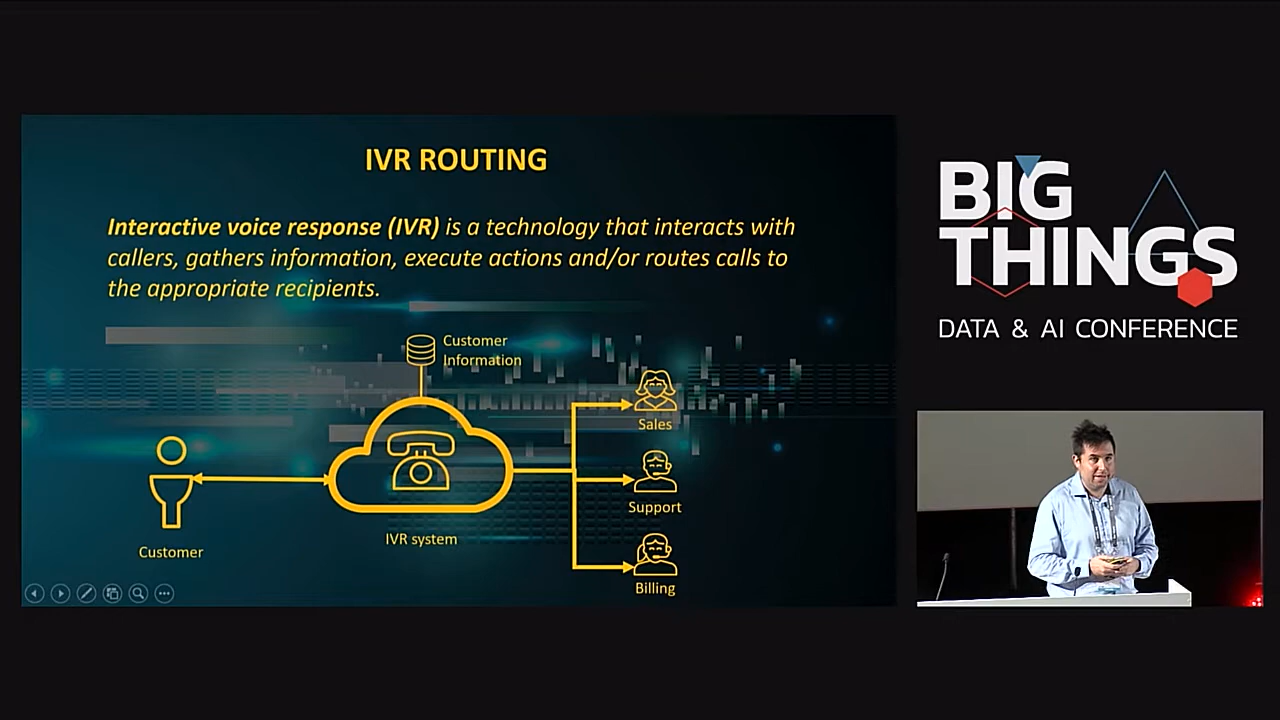 IVR ROUTING
Interactive voice response (IVR) is a technology that interacts with
callers, gathers information, execute actions and/or routes calls to
the appropriate recipients.
Customer
Information
Sales
Support
Billing
Customer
IVR system
BIG
THINGS
DATA & AI CONFERENCE